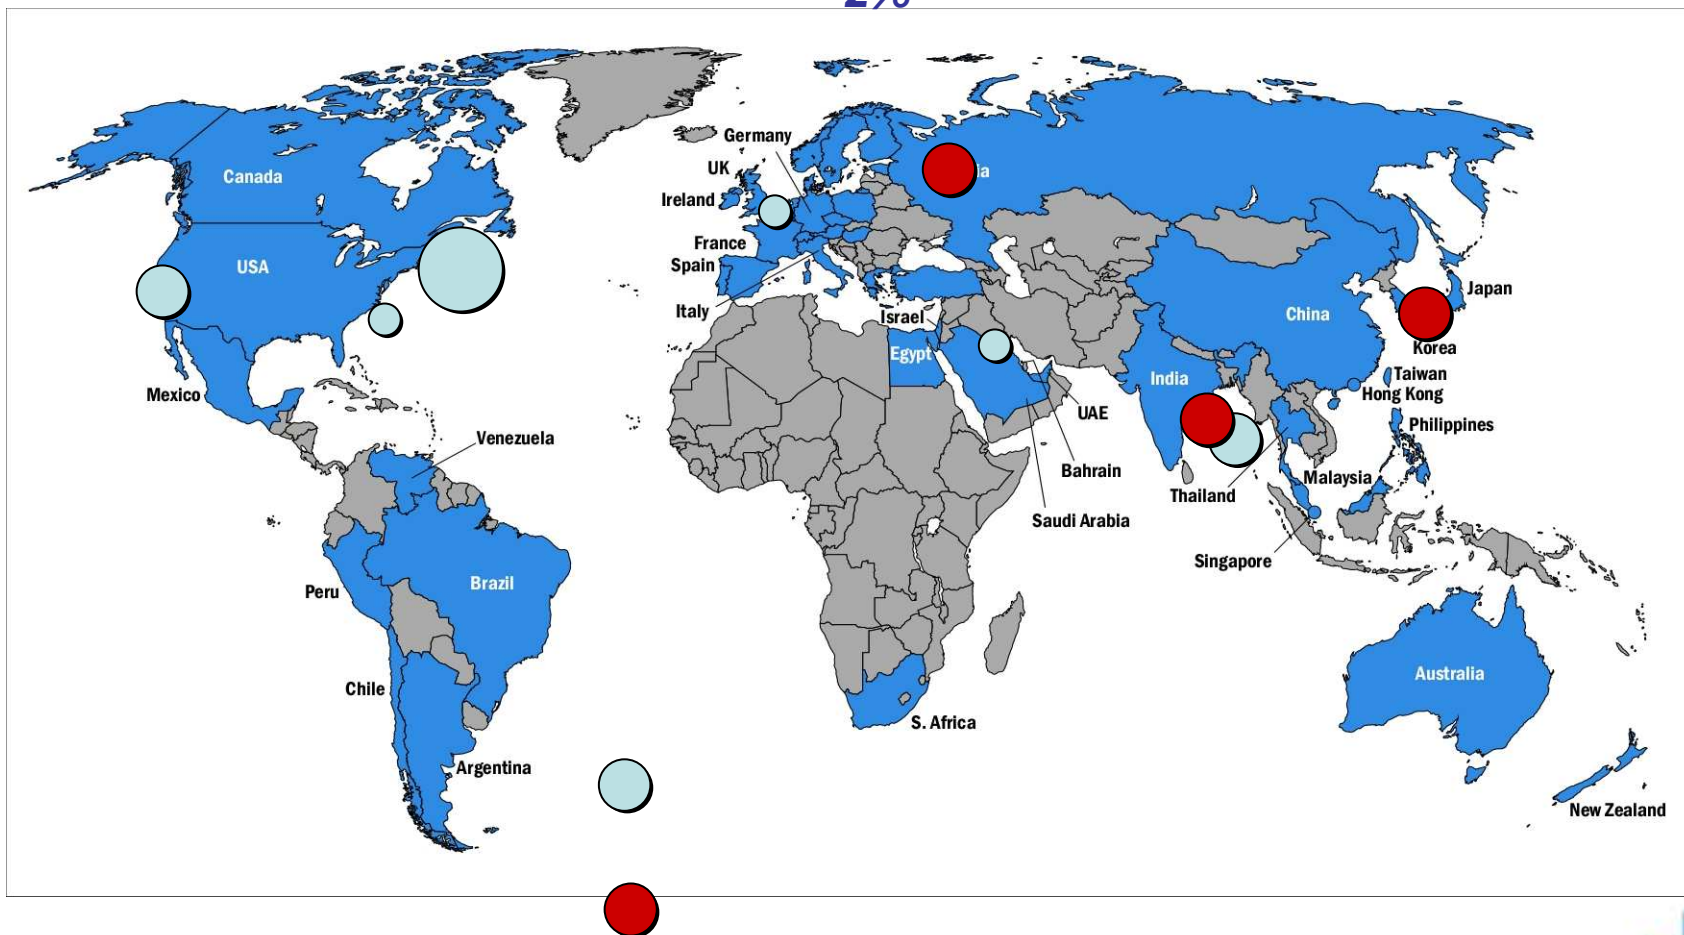 2%
Germany
UK
Canada
Ireland
France
USA
Spain
Italy
Japan
Israel
China
Korea
Egypt
India
Taiwan
Mexico
Hong Kong
UAE
Philippines
Venezuela
Bahrain
Malaysia
Thailand
Saudi Arabia
Singapore
Brazil
Peru
Australia
Chile
S. Africa
Argentina
New Zealand